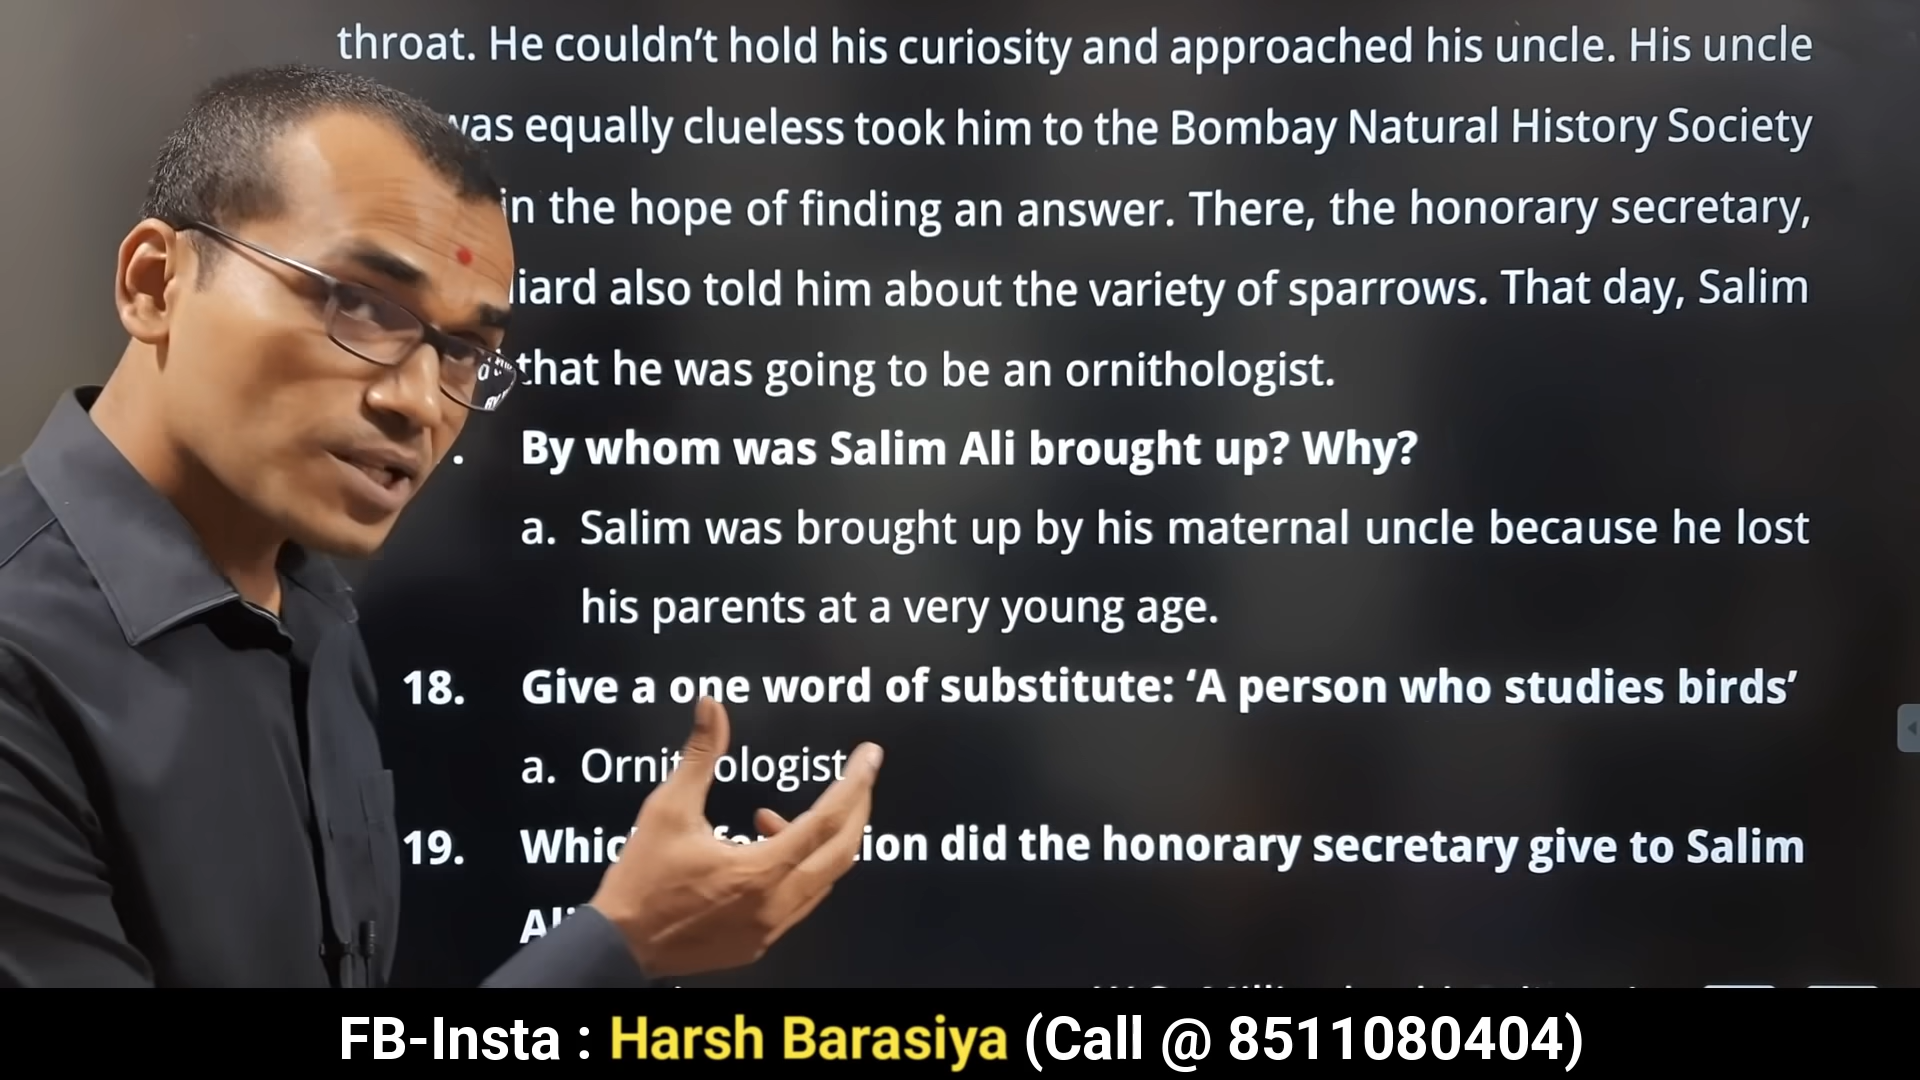 throat. He couldn’t hold his curiosity and approached his uncle. His uncle
was equally clueless took him to the Bombay Natural History Society
in the hope of finding an answer. There, the honorary secretary,
also told him about the variety of sparrows. That day, Salim
that he was going to be an ornithologist.
By whom was Salim Ali brought up? Why?
a. Salim was brought up by his maternal uncle because he lost
his parents at a very young age.
18. Give a one word of substitute: ‘A person who studies birds’
a. Ornithologist
19. did the honorary secretary give to Salim
FB-Insta : Harsh Barasiya (Call @ 8511080404)